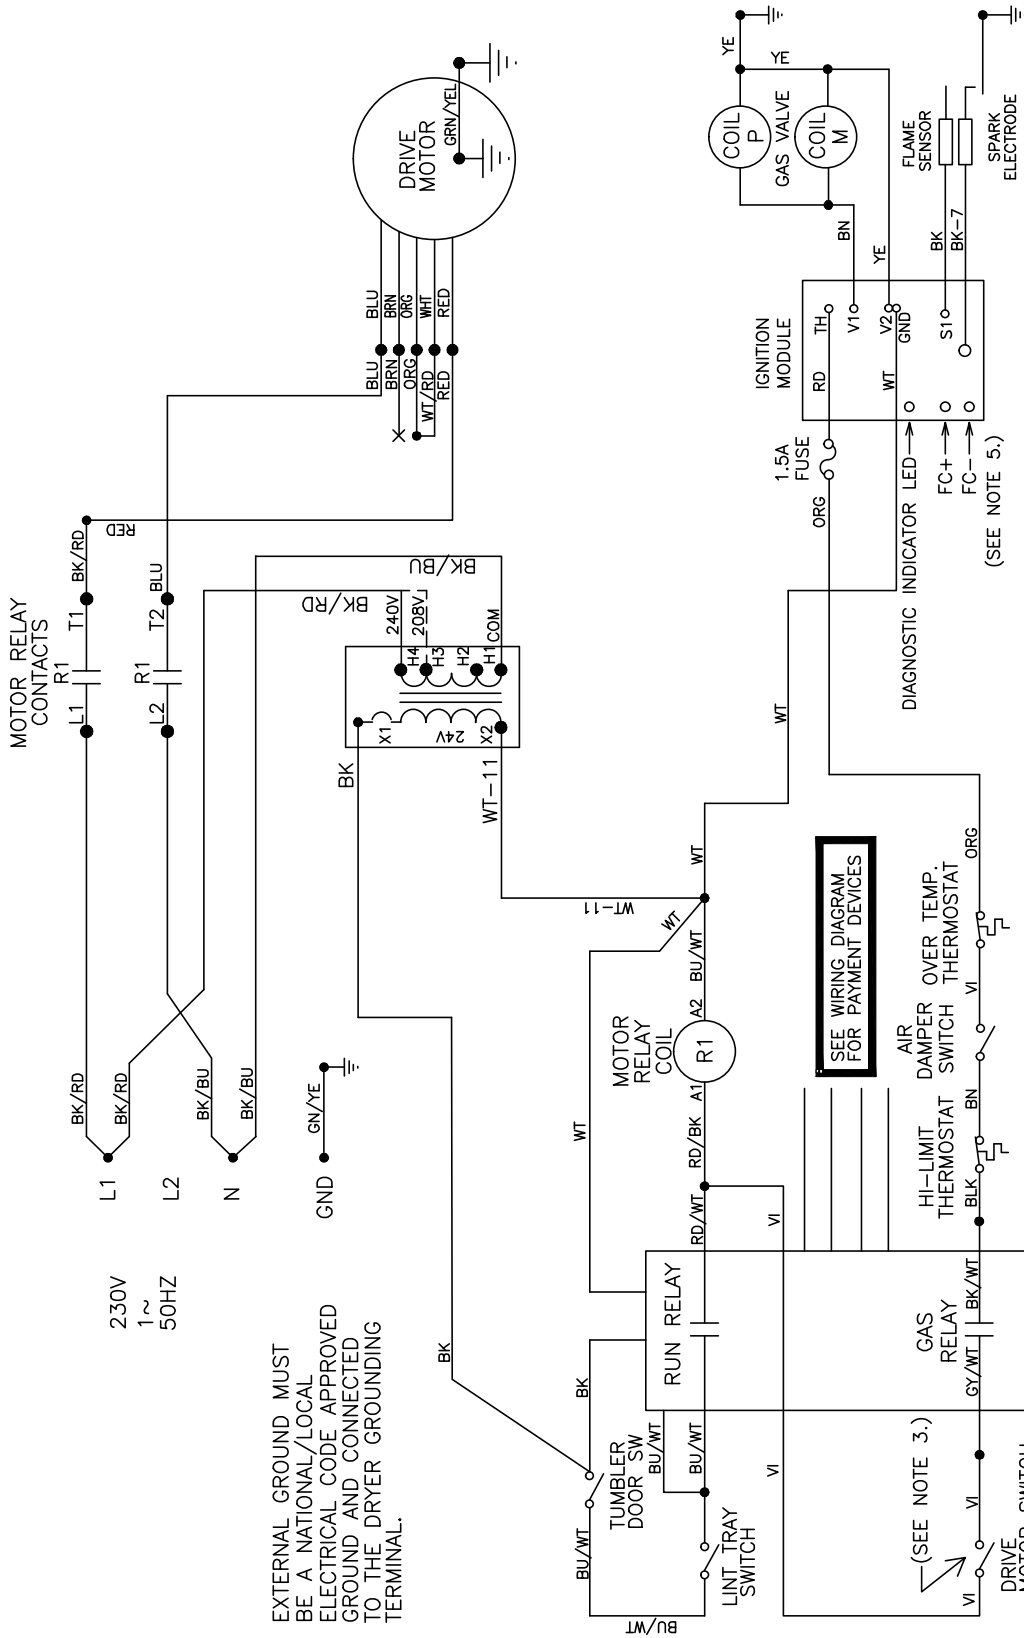 MOTOR RELAY
CONTACTS
R1
R1
L1
T1
L2
T2
BK/RD
BLU
RED
BK/RD
BK/RD
BK/BU
BK/BU
L1
L2
N
GND
GN/YE
230V
1~
50HZ
EXTERNAL GROUND MUST
BE A NATIONAL/LOCAL
ELECTRICAL CODE APPROVED
GROUND AND CONNECTED
TO THE DRYER GROUNDING
TERMINAL.
DRIVE
MOTOR
GRN/YEL
BLU
BRN
ORG
WHT
RED
BLU
BRN
ORG
WT/RD
RED
BK/RD
BK/BU
240V
208V
H4
H3
H2
H1
COM
X1
24V
X2
BK
WT-11
WT-11
BK
BK
WT
WT
WT
WT
BU/WT
MOTOR
RELAY
COIL
A2
R1
A1
RD/BK
RD/WT
VI
RUN RELAY
BU/WT
BU/WT
TUMBLER
DOOR SW
BU/WT
BU/WT
LINT TRAY
SWITCH
VI
GAS
RELAY
BK/WT
GY/WT
(SEE NOTE 3.)
VI
VI
DRIVE
MOTOR SWITCH
SEE WIRING DIAGRAM
FOR PAYMENT DEVICES
HI-LIMIT
THERMOSTAT
BLK
BN
AIR
DAMPER
SWITCH
VI
OVER TEMP.
THERMOSTAT
ORG
ORG
1.5A
FUSE
IGNITION
MODULE
RD
TH
V1
V2
GND
WT
S1
DIAGNOSTIC INDICATOR LED
FC+
FC-
(SEE NOTE 5.)
BN
YE
BK
BK-7
YE
YE
COIL
P
GAS VALVE
COIL
M
FLAME
SENSOR
SPARK
ELECTRODE